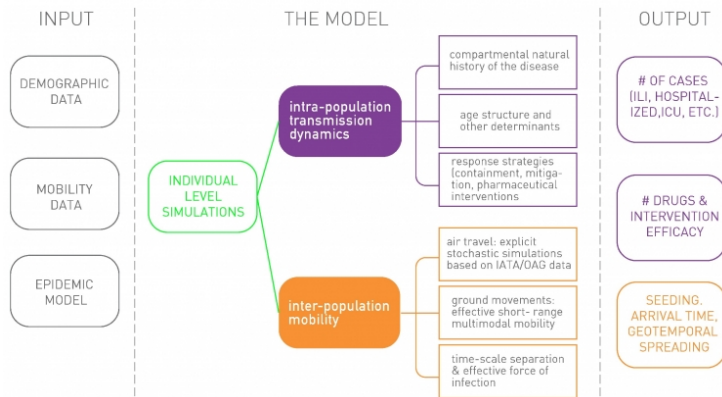 INPUT
THE MODEL
OUTPUT
DEMOGRAPHIC
DATA
MOBILITY
DATA
EPIDEMIC
MODEL
INDIVIDUAL
LEVEL
SIMULATIONS
intra-population
transmission
dynamics
compartmental natural
history of the disease
age structure and
other determinants
response strategies
(containment, mitiga-
tion, pharmaceutical
interventions
inter-population
mobility
air travel: explicit
stochastic simulations
based on IATA/OAG data
ground movements:
effective short- range
multimodal mobility
time-scale separation
& effective force of
infection
# OF CASES
(ILI, HOSPITAL-
IZED,ICU, ETC.)
# DRUGS &
INTERVENTION
EFFICACY
SEEDING.
ARRIVAL TIME,
GEOTEMPORAL
SPREADING